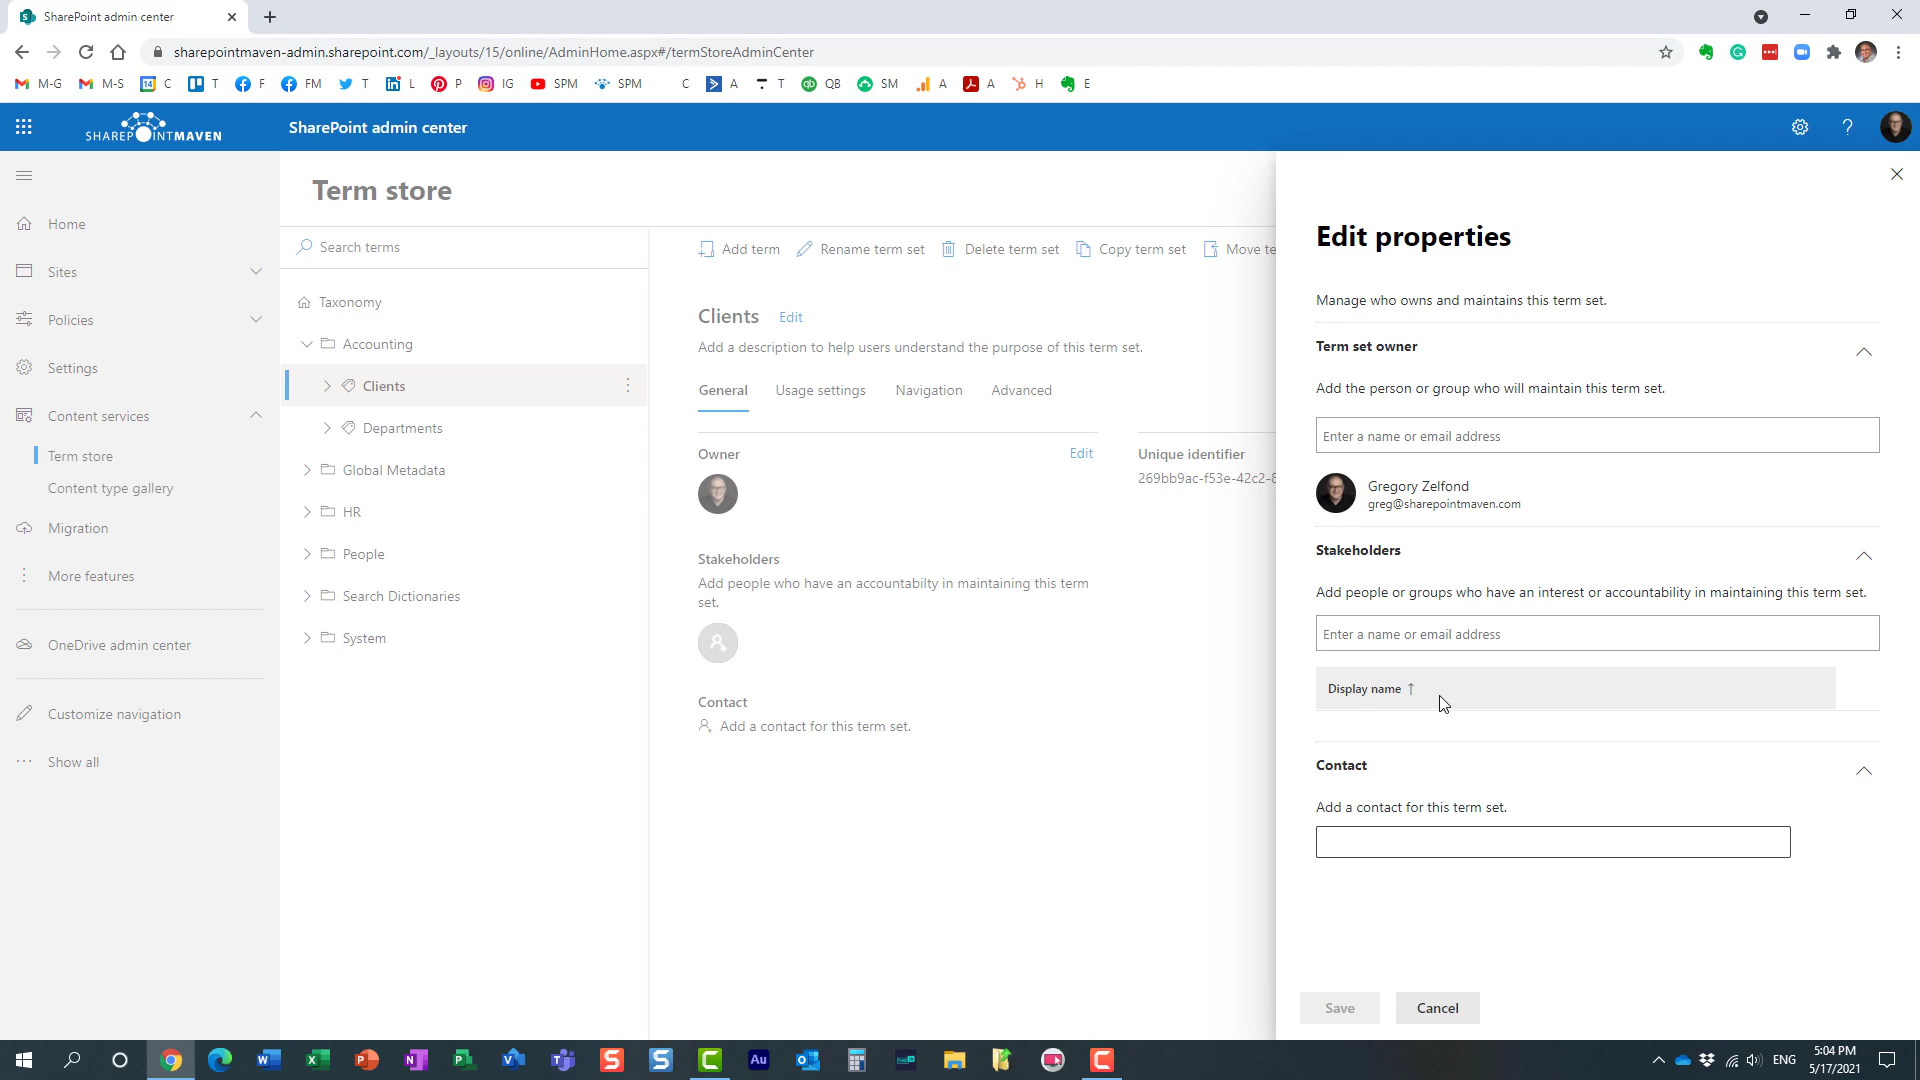 SharePoint admin center
sharepointmaven-admin.sharepoint.com/_layouts/15/online/AdminHome.aspx#/termStoreAdminCenter
M-G M-S C T F FM T L P IG SPM SPM C A T QB SM A A H E
SHAREPOINTMAVEN
SharePoint admin center
Term store
Home
Sites
Policies
Settings
Content services
Term store
Content type gallery
Migration
More features
OneDrive admin center
Customize navigation
Show all
Search terms
Taxonomy
Accounting
Clients
Departments
Global Metadata
HR
People
Search Dictionaries
System
Add term Rename term set Delete term set Copy term set Move te
Clients Edit
Add a description to help users understand the purpose of this term set.
General Usage settings Navigation Advanced
Owner Edit
Unique identifier
269bb9ac-f53e-42c2-8
Stakeholders
Add people who have an accountabilty in maintaining this term
set.
Contact
Add a contact for this term set.
Edit properties
Manage who owns and maintains this term set.
Term set owner
Add the person or group who will maintain this term set.
Enter a name or email address
Gregory Zelfond
greg@sharepointmaven.com
Stakeholders
Add people or groups who have an interest or accountability in maintaining this term set.
Enter a name or email address
Display name ↑
Contact
Add a contact for this term set.
Save Cancel
ENG
5:04 PM
5/17/2021